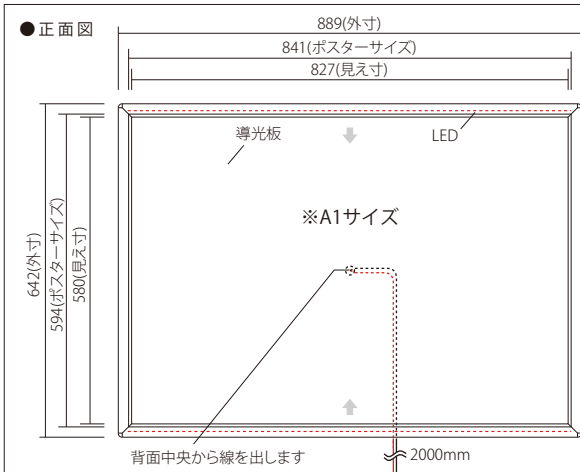 ●正面図
889(外寸)
841(ポスターサイズ)
827(見え寸)
導光板
LED
※A1サイズ
642(外寸)
594(ポスターサイズ)
580(見え寸)
背面中央から線を出します
2000mm